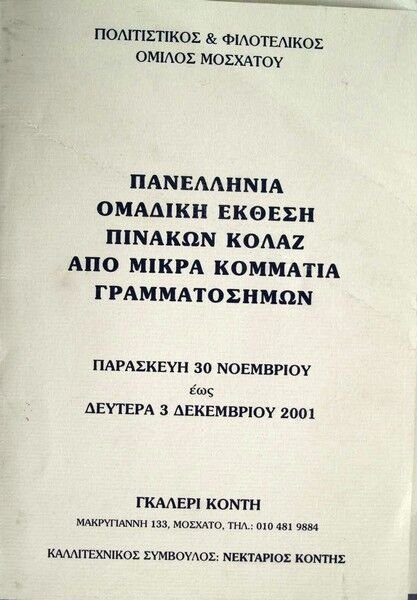 ΠΟΛΙΤΙΣΤΙΚΟΣ & ΦΙΛΟΤΕΛΙΚΟΣ
ΟΜΙΛΟΣ ΜΟΣΧΑΤΟΥ
ΠΑΝΕΛΛΗΝΙΑ
ΟΜΑΔΙΚΗ ΕΚΘΕΣΗ
ΠΙΝΑΚΩΝ ΚΟΛΑΖ
ΑΠΟ ΜΙΚΡΑ ΚΟΜΜΑΤΙΑ
ΓΡΑΜΜΑΤΟΣΗΜΩΝ
ΠΑΡΑΣΚΕΥΗ 30 ΝΟΕΜΒΡΙΟΥ
έως
ΔΕΥΤΕΡΑ 3 ΔΕΚΕΜΒΡΙΟΥ 2001
ΓΚΑΛΕΡΙ ΚΟΝΤΗ
ΜΑΚΡΥΓΙΑΝΝΗ 133, ΜΟΣΧΑΤΟ, ΤΗΛ.: 010 481 9884
ΚΑΛΛΙΤΕΧΝΙΚΟΣ ΣΥΜΒΟΥΛΟΣ: ΝΕΚΤΑΡΙΟΣ ΚΟΝΤΗΣ